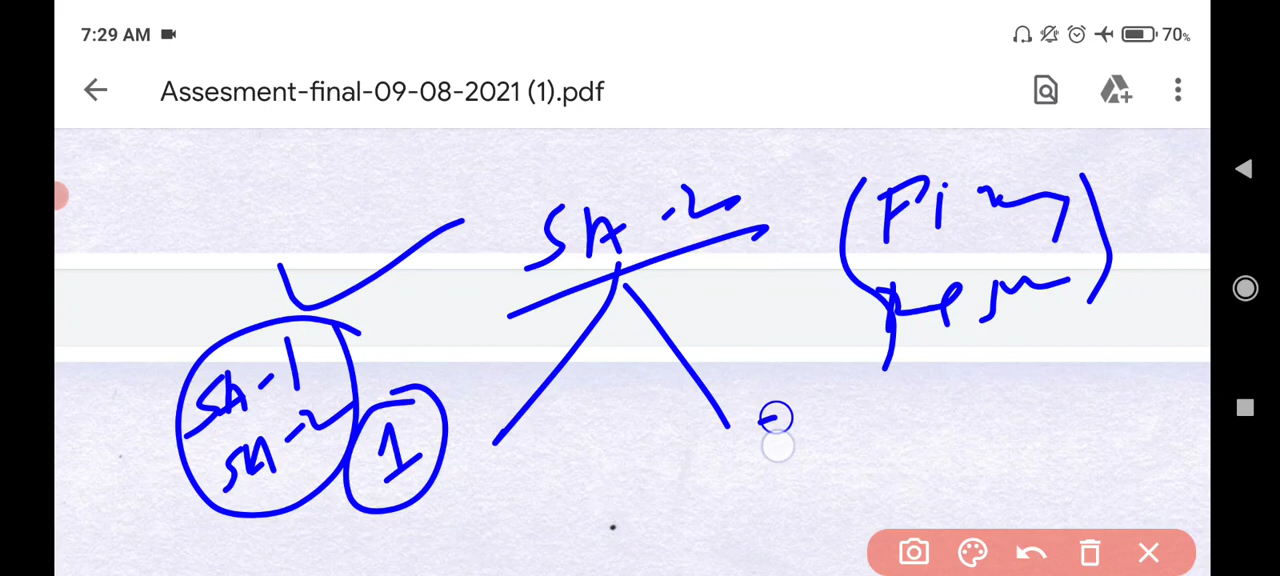 7:29 AM
70%
Assesment-final-09-08-2021 (1).pdf
SA-2
SA-1
SA-2
1